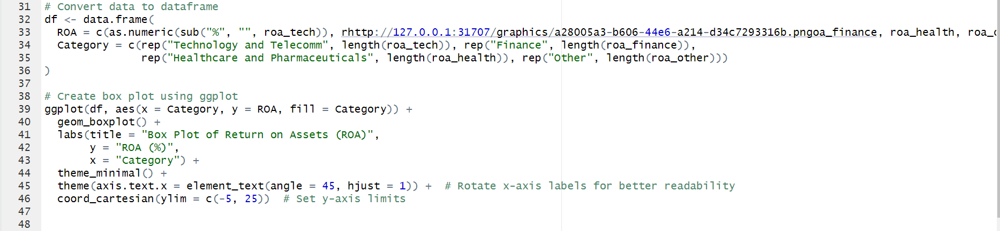 31 # Convert data to dataframe
32 df <- data.frame(
33   ROA = c(as.numeric(sub("%", "", roa_tech)), rhttp://127.0.0.1:31707/graphics/a28005a3-b606-44e6-a214-d34c7293316b.pngoa_finance, roa_health, roa_
34   Category = c(rep("Technology and Telecomm", length(roa_tech)), rep("Finance", length(roa_finance)),
35                rep("Healthcare and Pharmaceuticals", length(roa_health)), rep("Other", length(roa_other)))
36 )
37
38 # Create box plot using ggplot
39 ggplot(df, aes(x = Category, y = ROA, fill = Category)) +
40   geom_boxplot() +
41   labs(title = "Box Plot of Return on Assets (ROA)",
42        y = "ROA (%)",
43        x = "Category") +
44   theme_minimal() +
45   theme(axis.text.x = element_text(angle = 45, hjust = 1)) +  # Rotate x-axis labels for better readability
46   coord_cartesian(ylim = c(-5, 25))  # Set y-axis limits
47
48